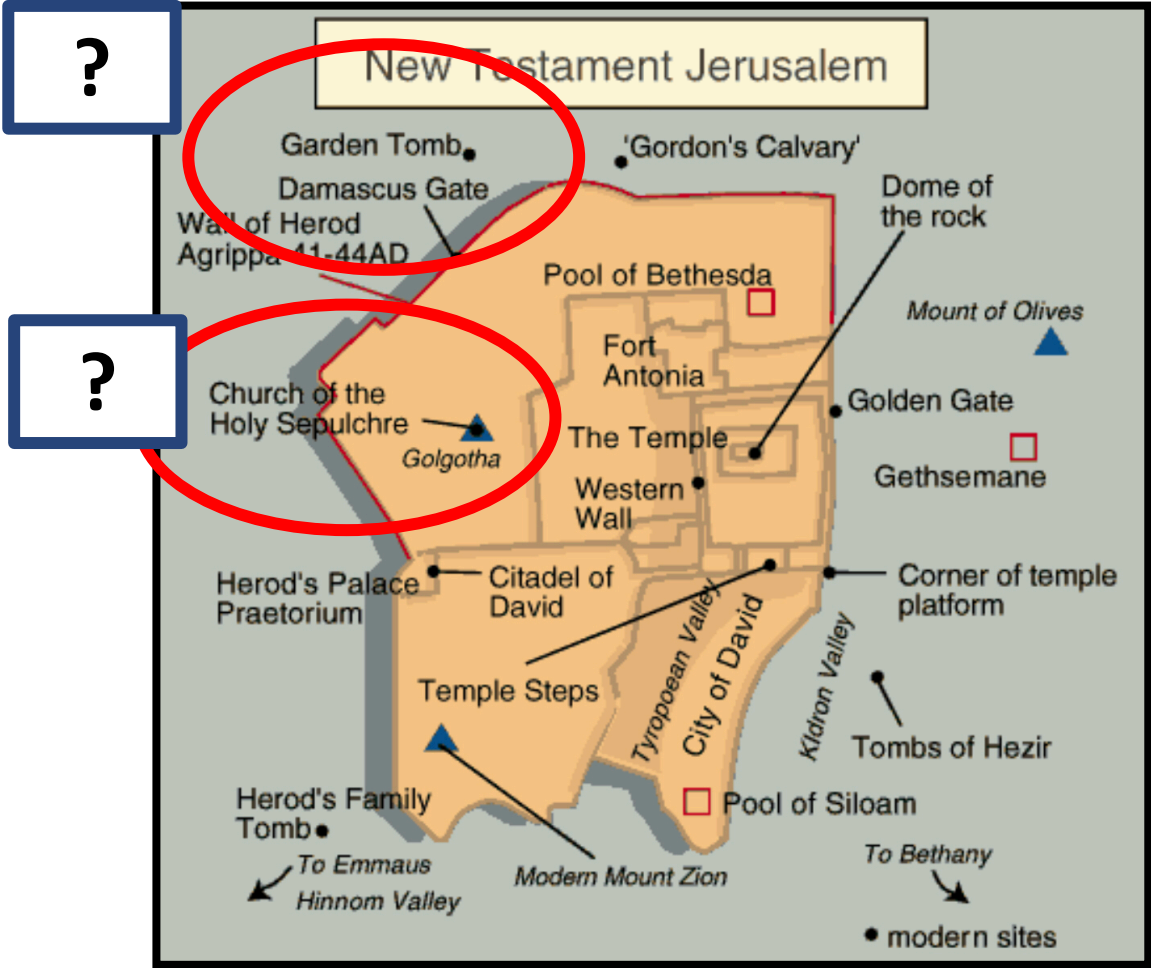 ?
New Testament Jerusalem
Garden Tomb
'Gordon's Calvary'
Damascus Gate
Dome of
the rock
Wall of Herod
Agrippa 41-44AD
Pool of Bethesda
Mount of Olives
?
Fort
Antonia
Church of the
Holy Sepulchre
Golgotha
Golden Gate
The Temple
Gethsemane
Western
Wall
Herod's Palace
Praetorium
Citadel of
David
Corner of temple
platform
Temple Steps
Tyropoean Valley
City of David
Kidron Valley
Tombs of Hezir
Herod's Family
Tomb
Pool of Siloam
To Emmaus
Hinnom Valley
Modern Mount Zion
To Bethany
modern sites